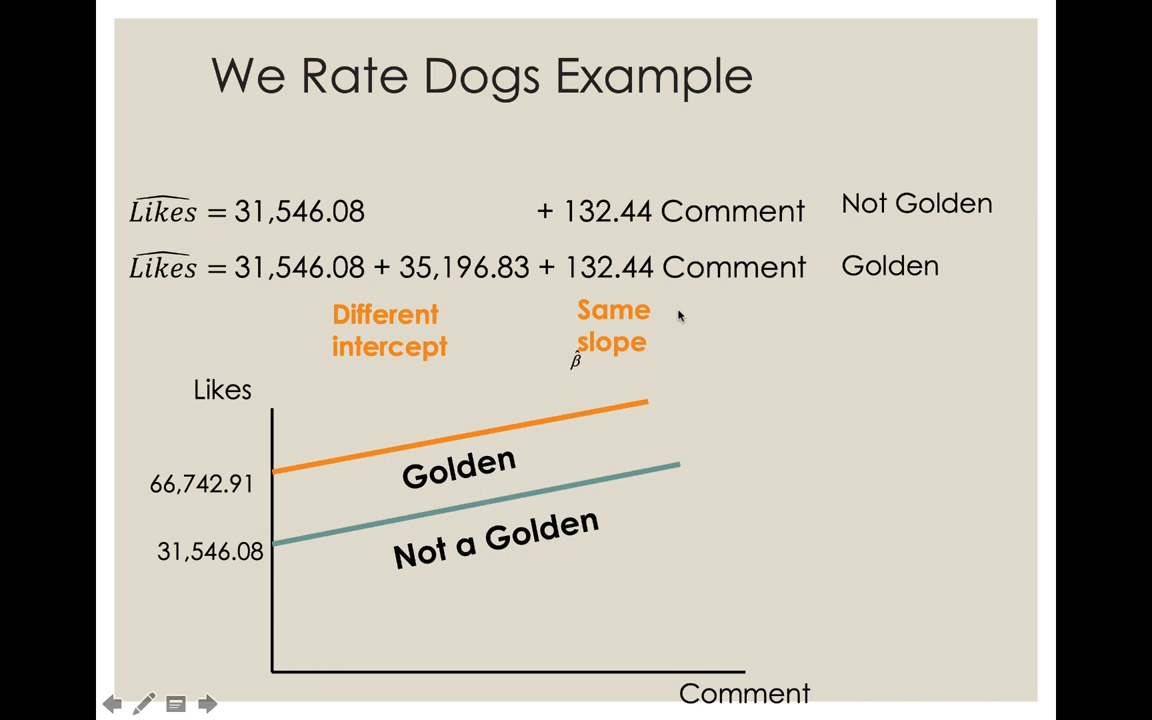 We Rate Dogs Example
Likes = 31,546.08 + 132.44 Comment Not Golden
Likes = 31,546.08 + 35,196.83 + 132.44 Comment Golden
Different
intercept
Same
slope
β̂
Likes
66,742.91
Golden
31,546.08
Not a Golden
Comment